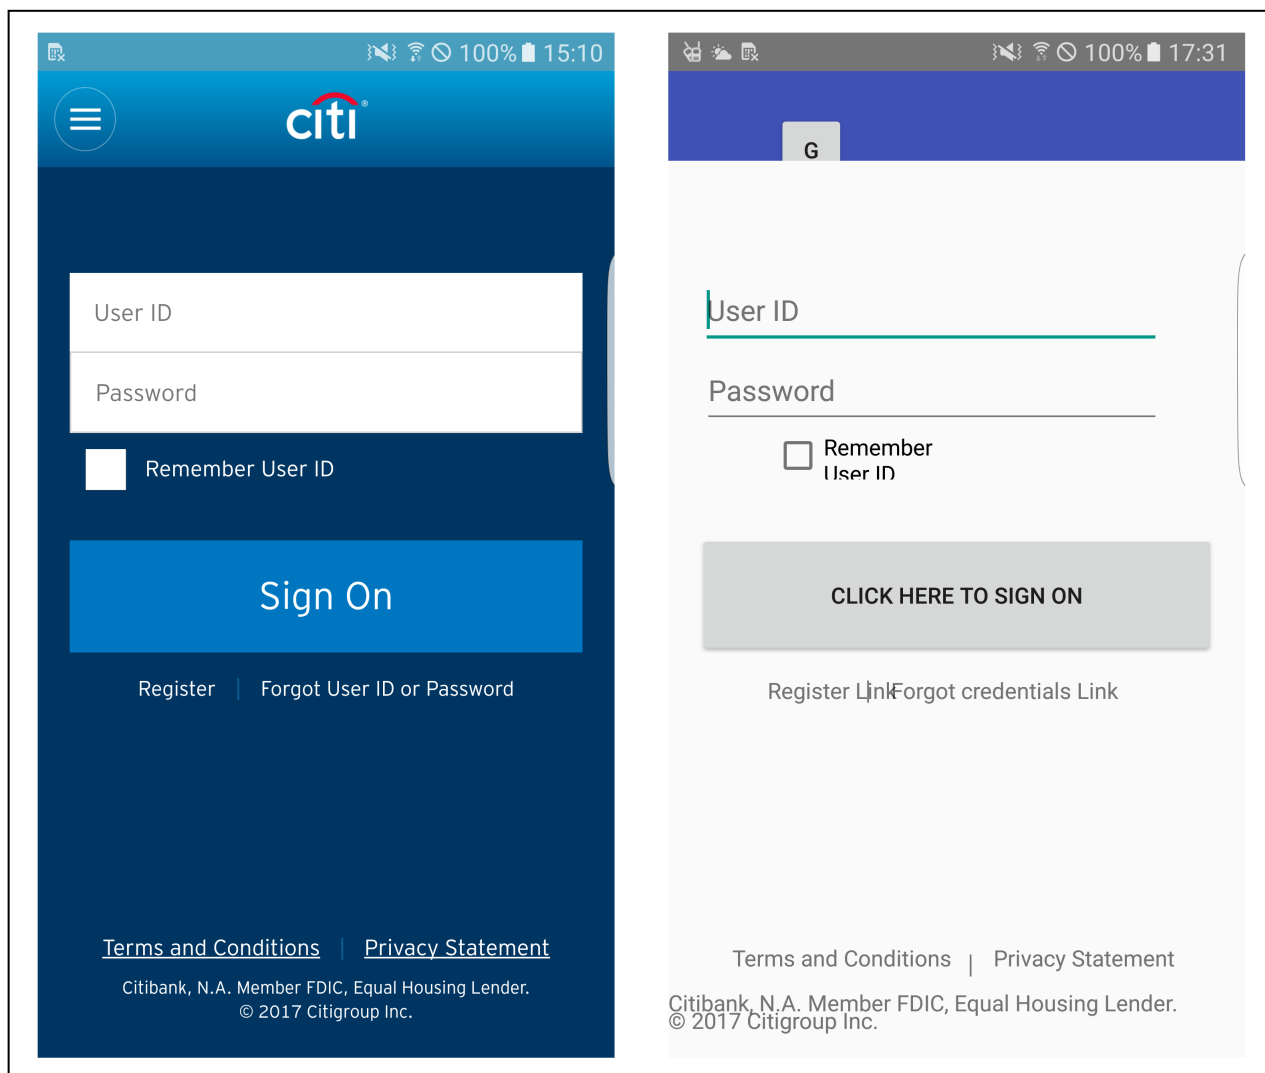 100% 15:10
citi®
User ID
Password
Remember User ID
Sign On
Register | Forgot User ID or Password
Terms and Conditions | Privacy Statement
Citibank, N.A. Member FDIC, Equal Housing Lender.
© 2017 Citigroup Inc.
100% 17:31
G
User ID
Password
Remember
User ID
CLICK HERE TO SIGN ON
Register Link | Forgot credentials Link
Terms and Conditions | Privacy Statement
Citibank, N.A. Member FDIC, Equal Housing Lender.
© 2017 Citigroup Inc.